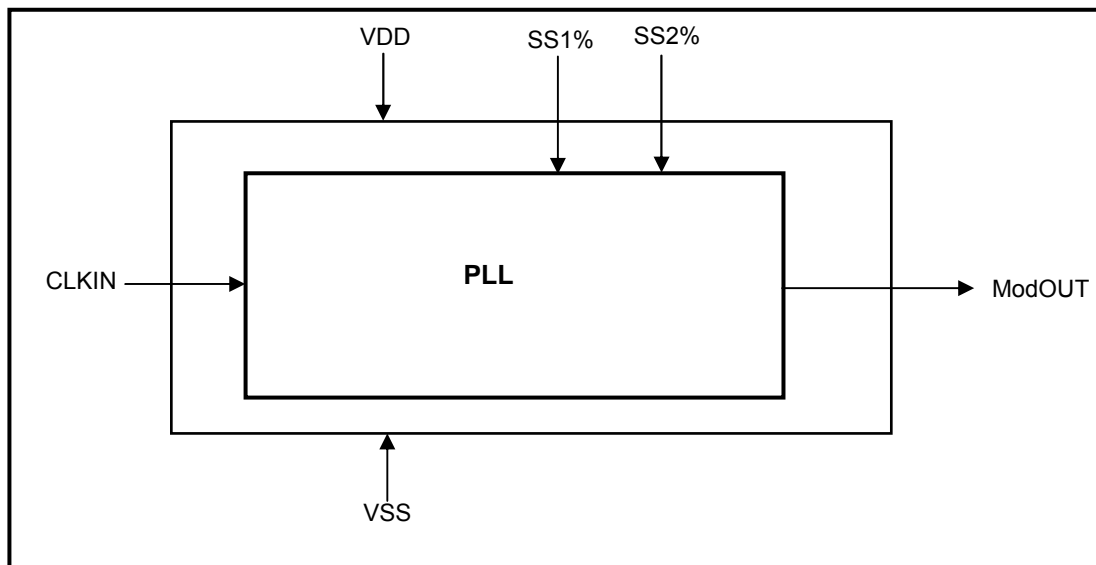 VDD
SS1%
SS2%
CLKIN
PLL
ModOUT
VSS